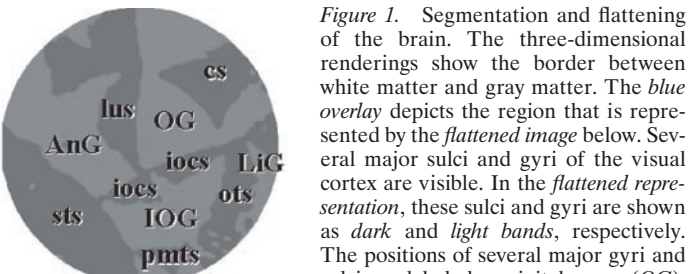 cs
lus
OG
AnG
iocs
LiG
iocs
ots
sts
IOG
pmts
Figure 1. Segmentation and flattening
of the brain. The three-dimensional
renderings show the border between
white matter and gray matter. The blue
overlay depicts the region that is repre-
sented by the flattened image below. Sev-
eral major sulci and gyri of the visual
cortex are visible. In the flattened repre-
sentation, these sulci and gyri are shown
as dark and light bands, respectively.
The positions of several major gyri and